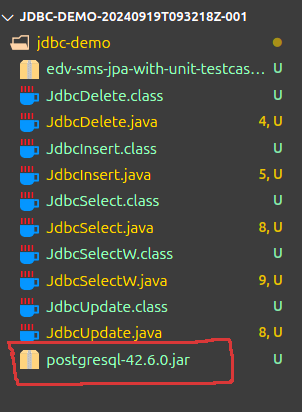 JDBC-DEMO-20240919T093218Z-001
jdbc-demo
edv-sms-jpa-with-unit-testcas... U
JdbcDelete.class U
JdbcDelete.java 4, U
JdbcInsert.class U
JdbcInsert.java 5, U
JdbcSelect.class U
JdbcSelect.java 8, U
JdbcSelectW.class U
JdbcSelectW.java 9, U
JdbcUpdate.class U
JdbcUpdate.java 8, U
postgresql-42.6.0.jar U